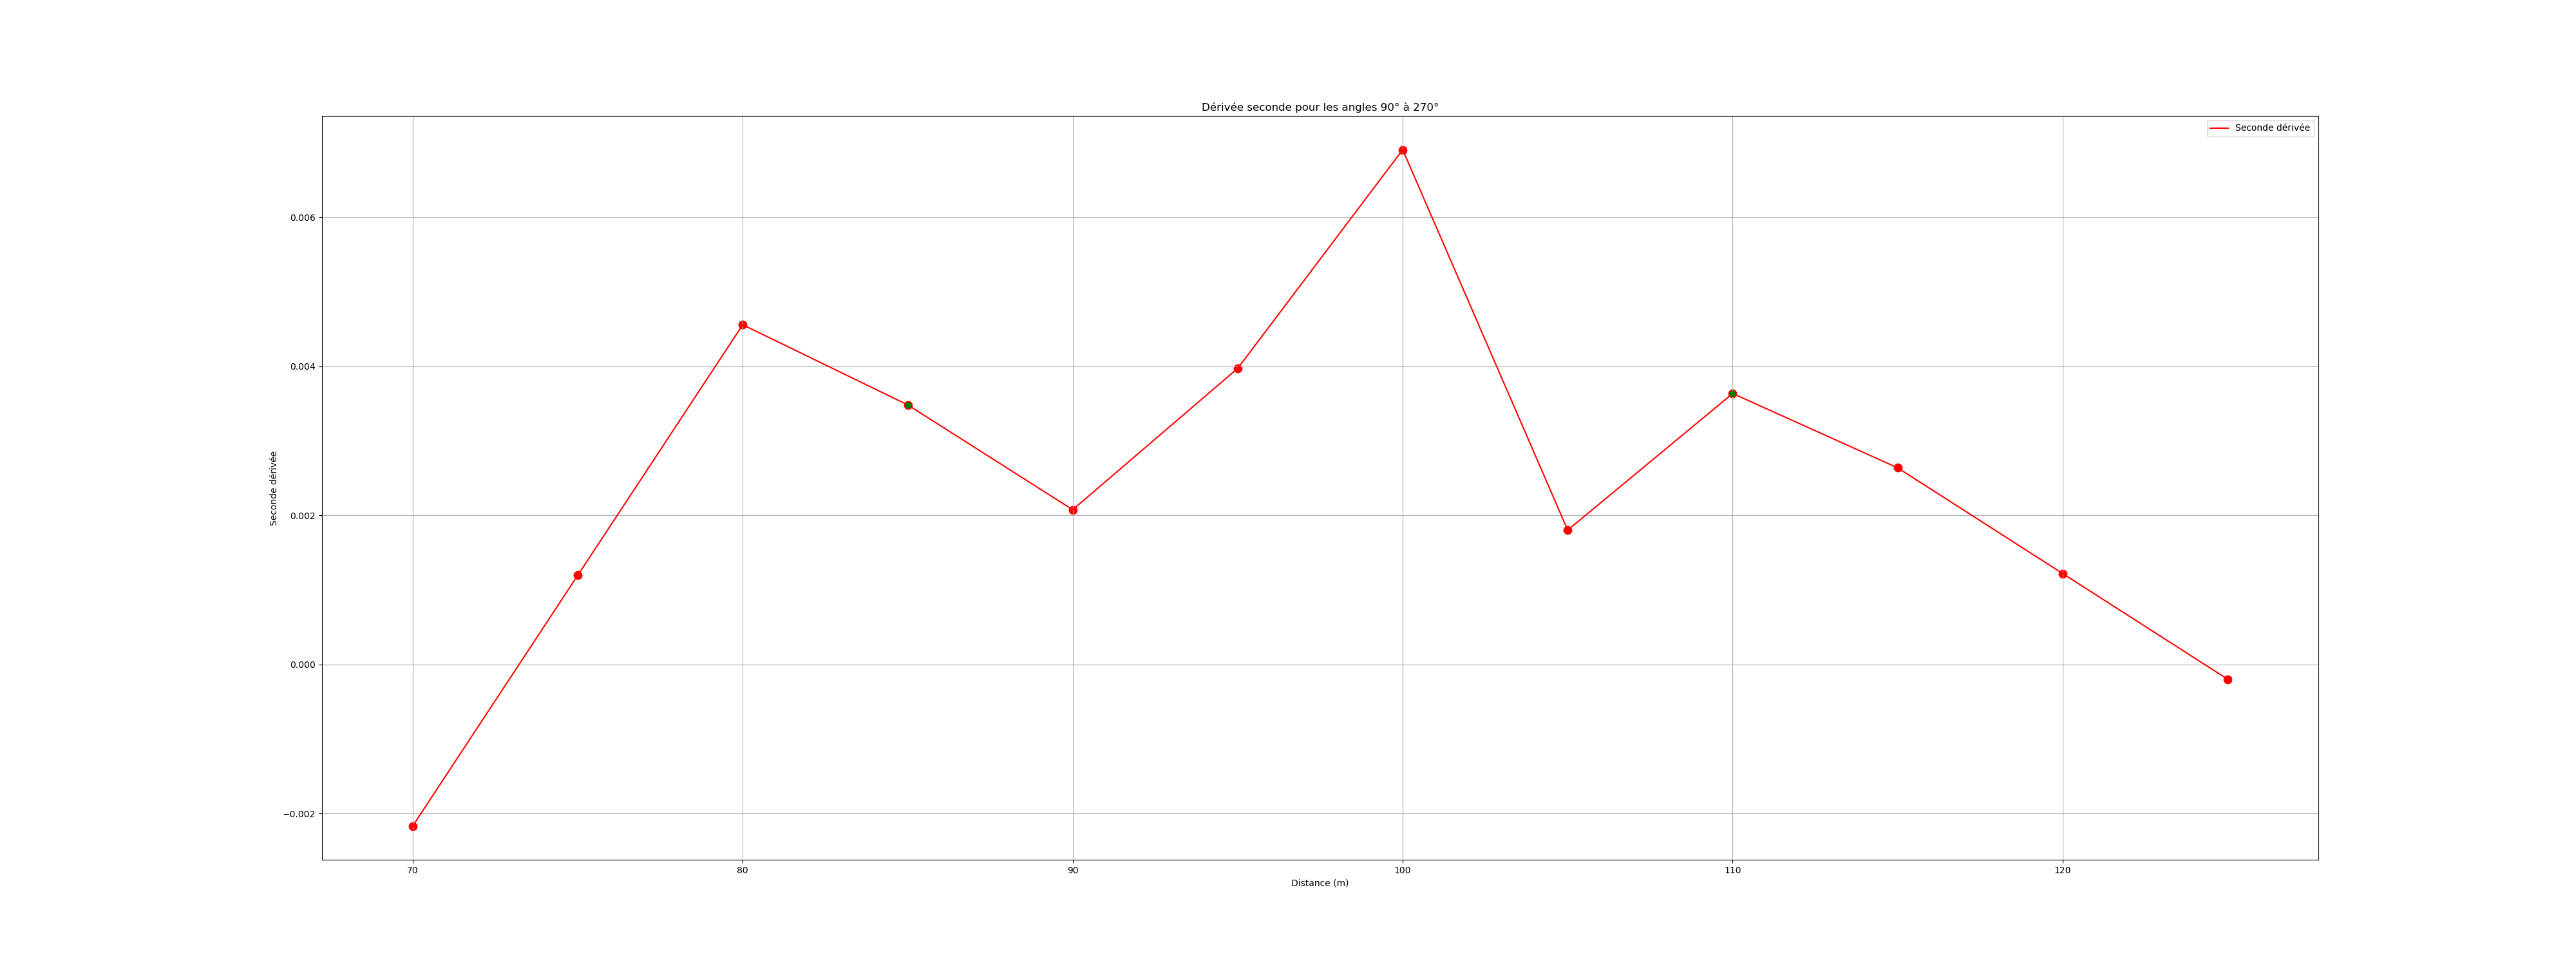 Dérivée seconde pour les angles 90° à 270°
Seconde dérivée
0.006
0.004
0.002
0.000
−0.002
Seconde dérivée
70
80
90
100
110
120
Distance (m)